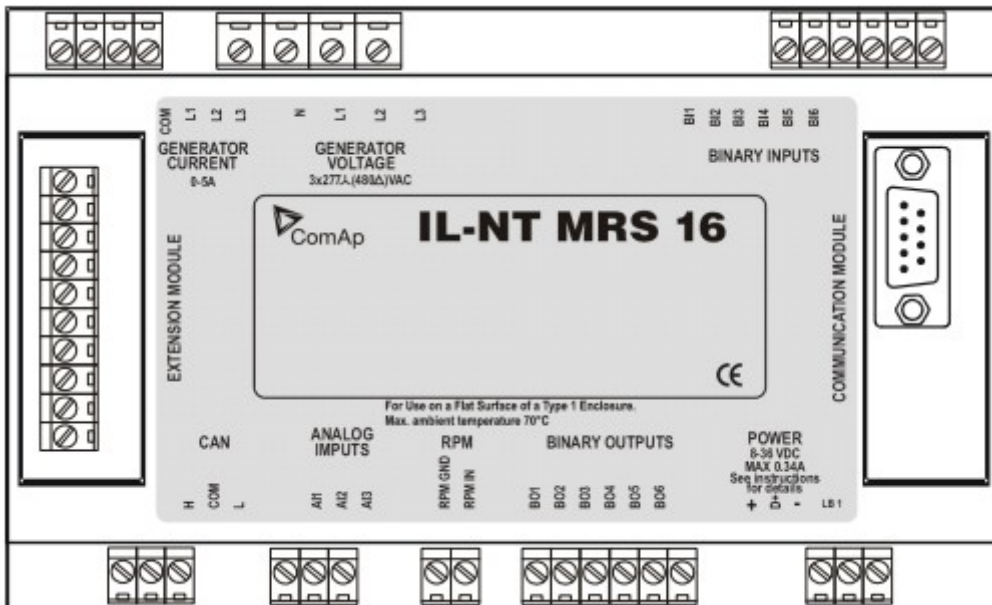 COM L1 L2 L3
N L1 L2 L3
BI1 BI2 BI3 BI4 BI5 BI6
GENERATOR
CURRENT
0-5A
GENERATOR
VOLTAGE
3x277⅄(480Δ)VAC
BINARY INPUTS
EXTENSION MODULE
ComAp
IL-NT MRS 16
CE
COMMUNICATION MODULE
For Use on a Flat Surface of a Type 1 Enclosure.
Max. ambient temperature 70°C
CAN
H COM L
ANALOG
INPUTS
AI1 AI2 AI3
RPM
RPM GND RPM IN
BINARY OUTPUTS
BO1 BO2 BO3 BO4 BO5 BO6
POWER
8-36 VDC
MAX 0.34A
See instructions
for details
+ D+ -
LB 1